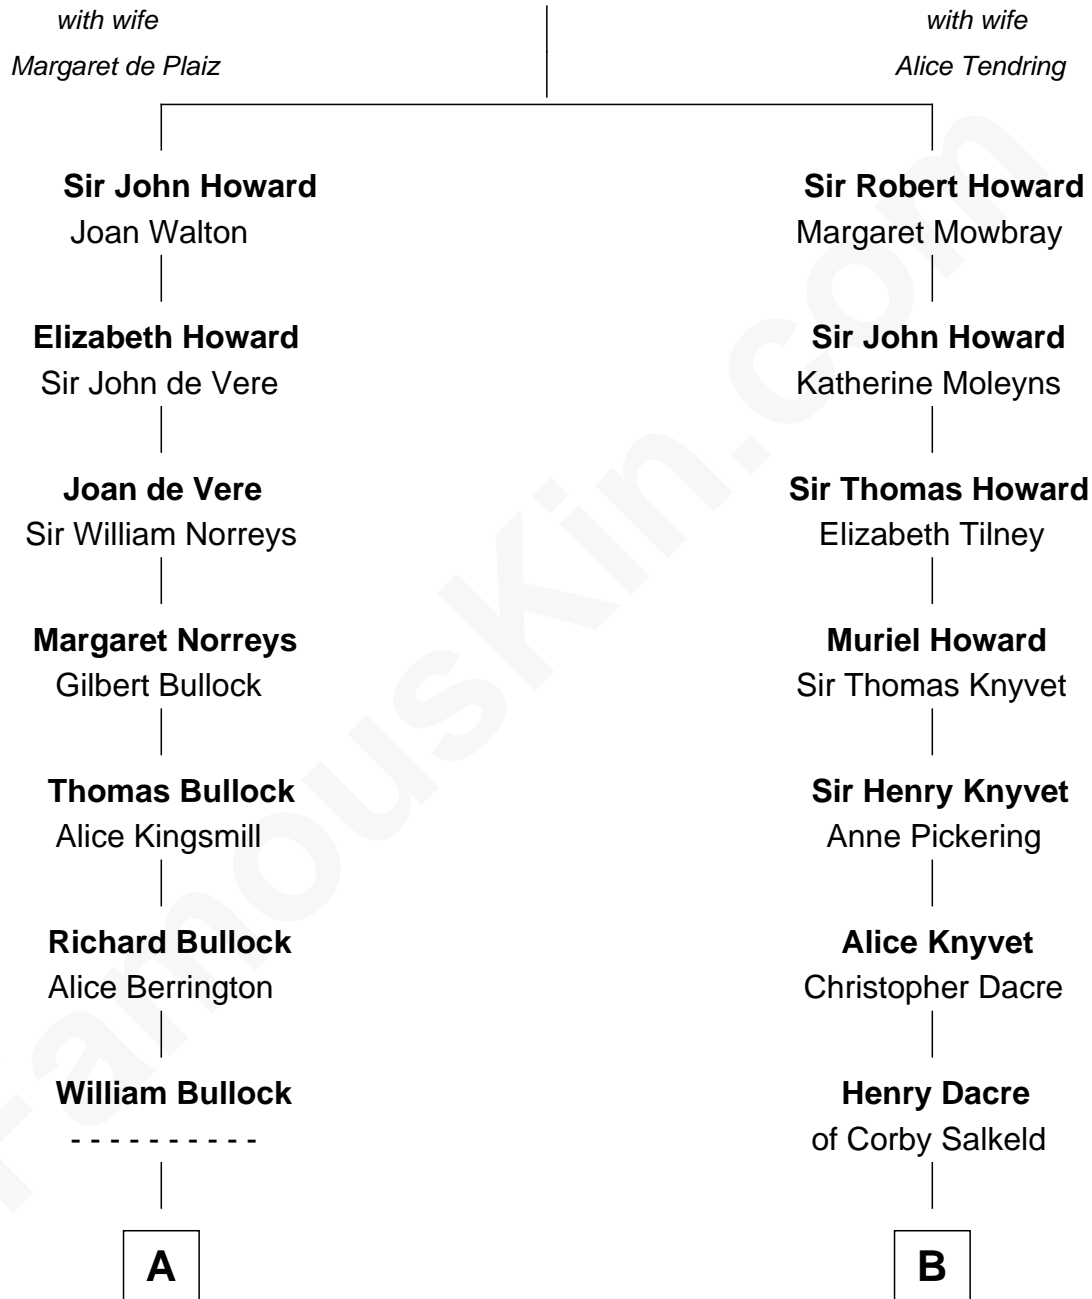 with wife
Margaret de Plaiz
with wife
Alice Tendring
Sir John Howard
Joan Walton
Sir Robert Howard
Margaret Mowbray
Elizabeth Howard
Sir John de Vere
Sir John Howard
Katherine Moleyns
Joan de Vere
Sir William Norreys
Sir Thomas Howard
Elizabeth Tilney
Margaret Norreys
Gilbert Bullock
Muriel Howard
Sir Thomas Knyvet
Thomas Bullock
Alice Kingsmill
Sir Henry Knyvet
Anne Pickering
Richard Bullock
Alice Berrington
Alice Knyvet
Christopher Dacre
William Bullock
- - - - - - - - - -
Henry Dacre
of Corby Salkeld
A
B
FamousKin.com